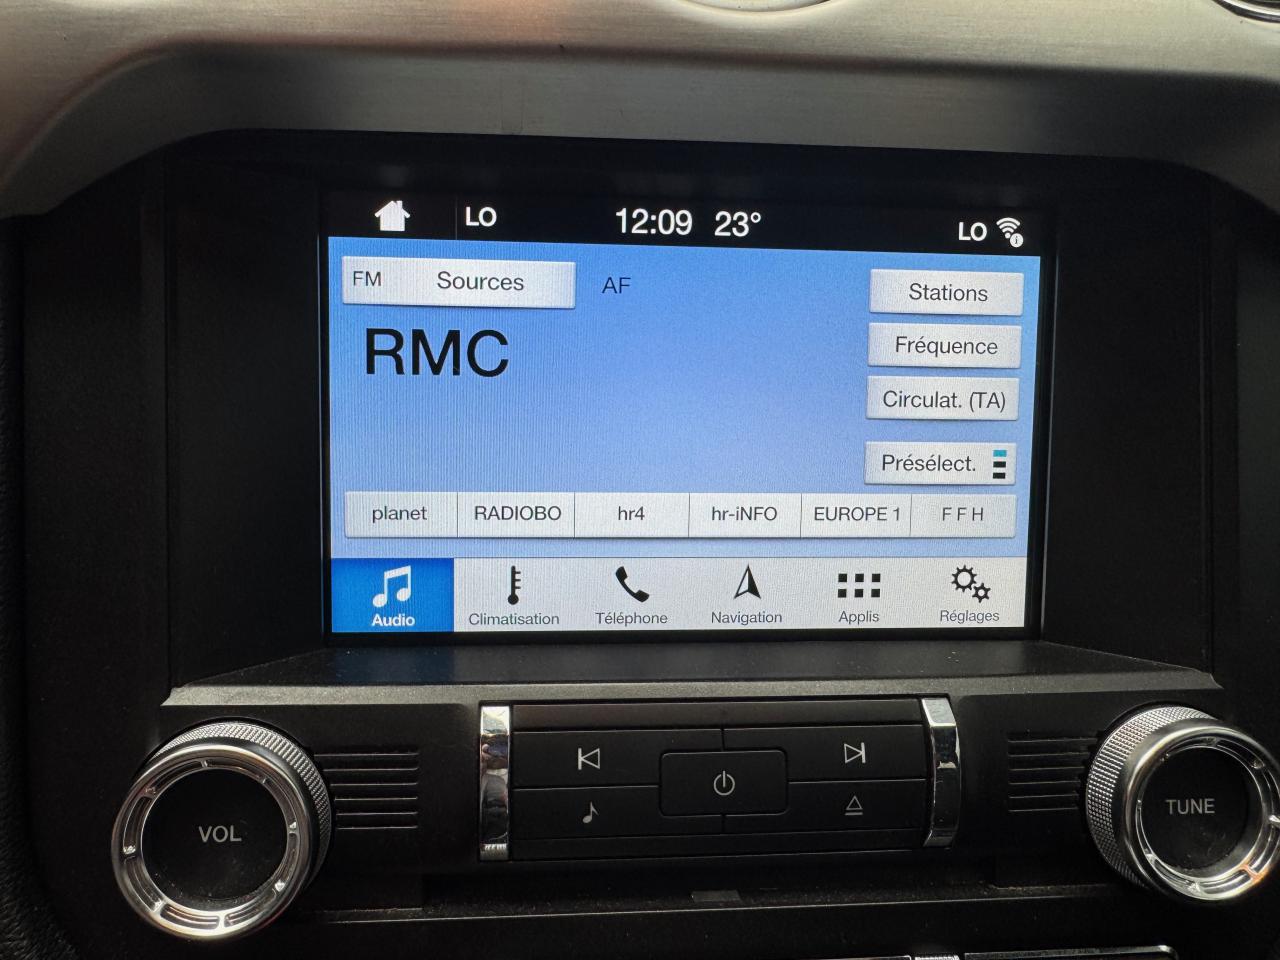 LO 12:09 23° LO
FM Sources AF Stations
RMC
Fréquence
Circulat. (TA)
Présélect.
planet RADIOBO hr4 hr-iNFO EUROPE 1 F F H
Audio Climatisation Téléphone Navigation Applis Réglages
VOL TUNE